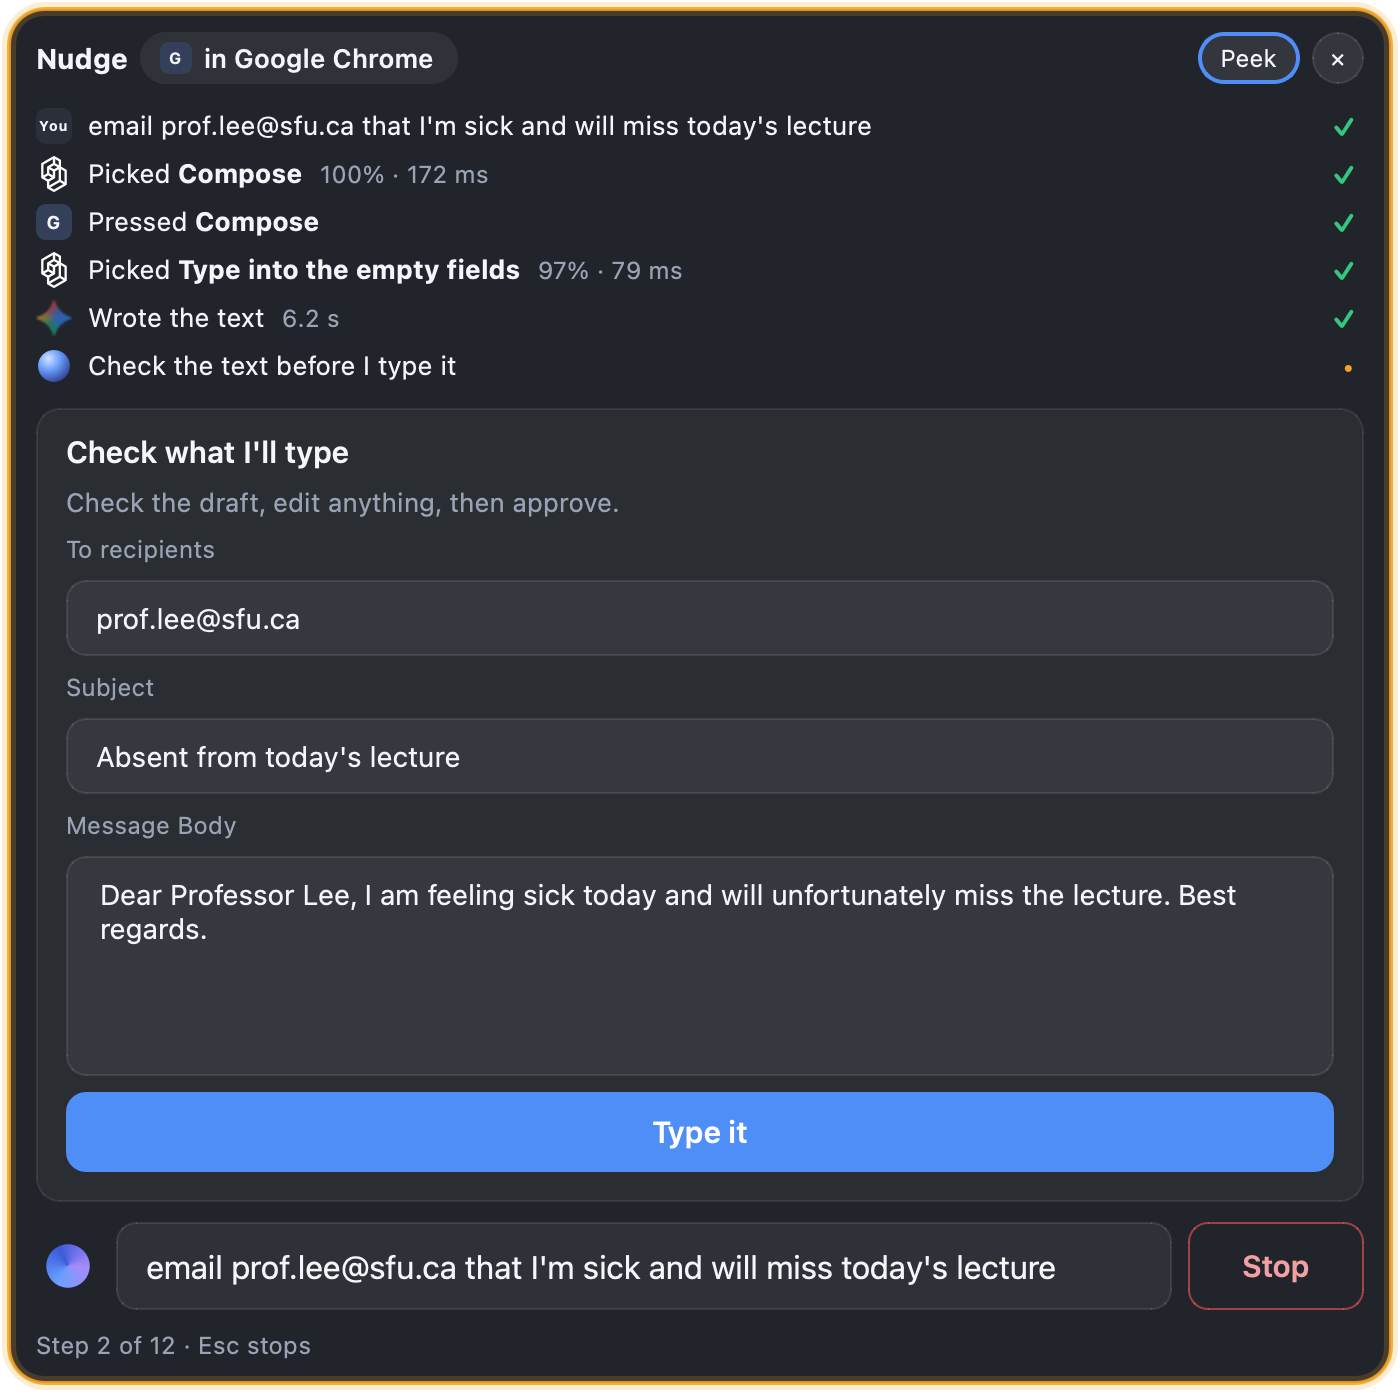 Nudge G in Google Chrome Peek ×
You email prof.lee@sfu.ca that I'm sick and will miss today's lecture
Picked Compose 100% · 172 ms
G Pressed Compose
Picked Type into the empty fields 97% · 79 ms
Wrote the text 6.2 s
Check the text before I type it
Check what I'll type
Check the draft, edit anything, then approve.
To recipients
prof.lee@sfu.ca
Subject
Absent from today's lecture
Message Body
Dear Professor Lee, I am feeling sick today and will unfortunately miss the lecture. Best
regards.
Type it
email prof.lee@sfu.ca that I'm sick and will miss today's lecture Stop
Step 2 of 12 · Esc stops